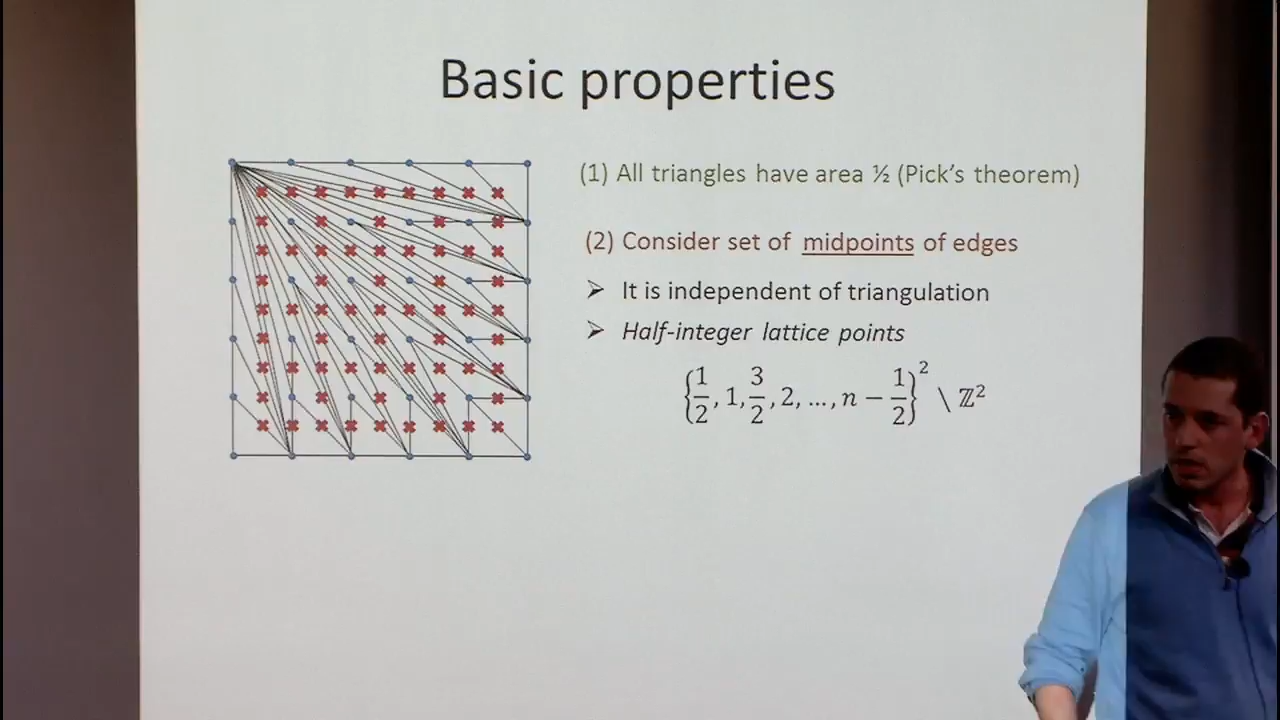 Basic properties
(1) All triangles have area ½ (Pick's theorem)
(2) Consider set of midpoints of edges
➢ It is independent of triangulation
➢ Half-integer lattice points
{1/2, 1, 3/2, 2, …, n − 1/2}² \ ℤ²